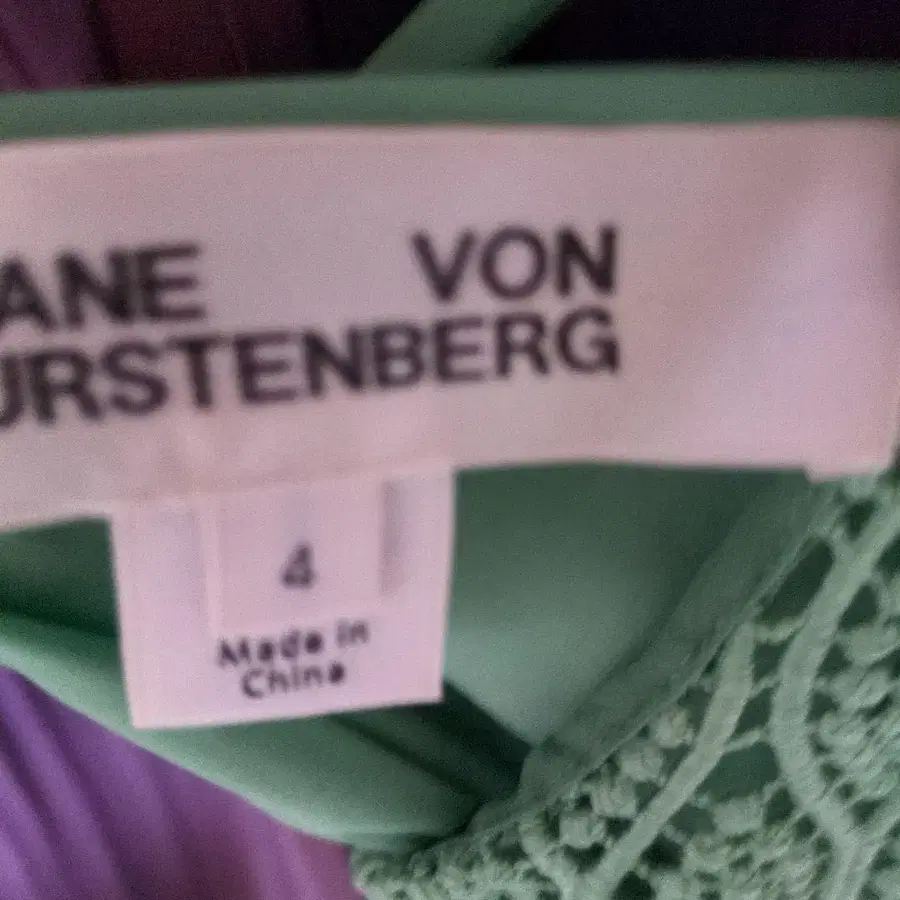 ANE VON
URSTENBERG
4
Made in
China